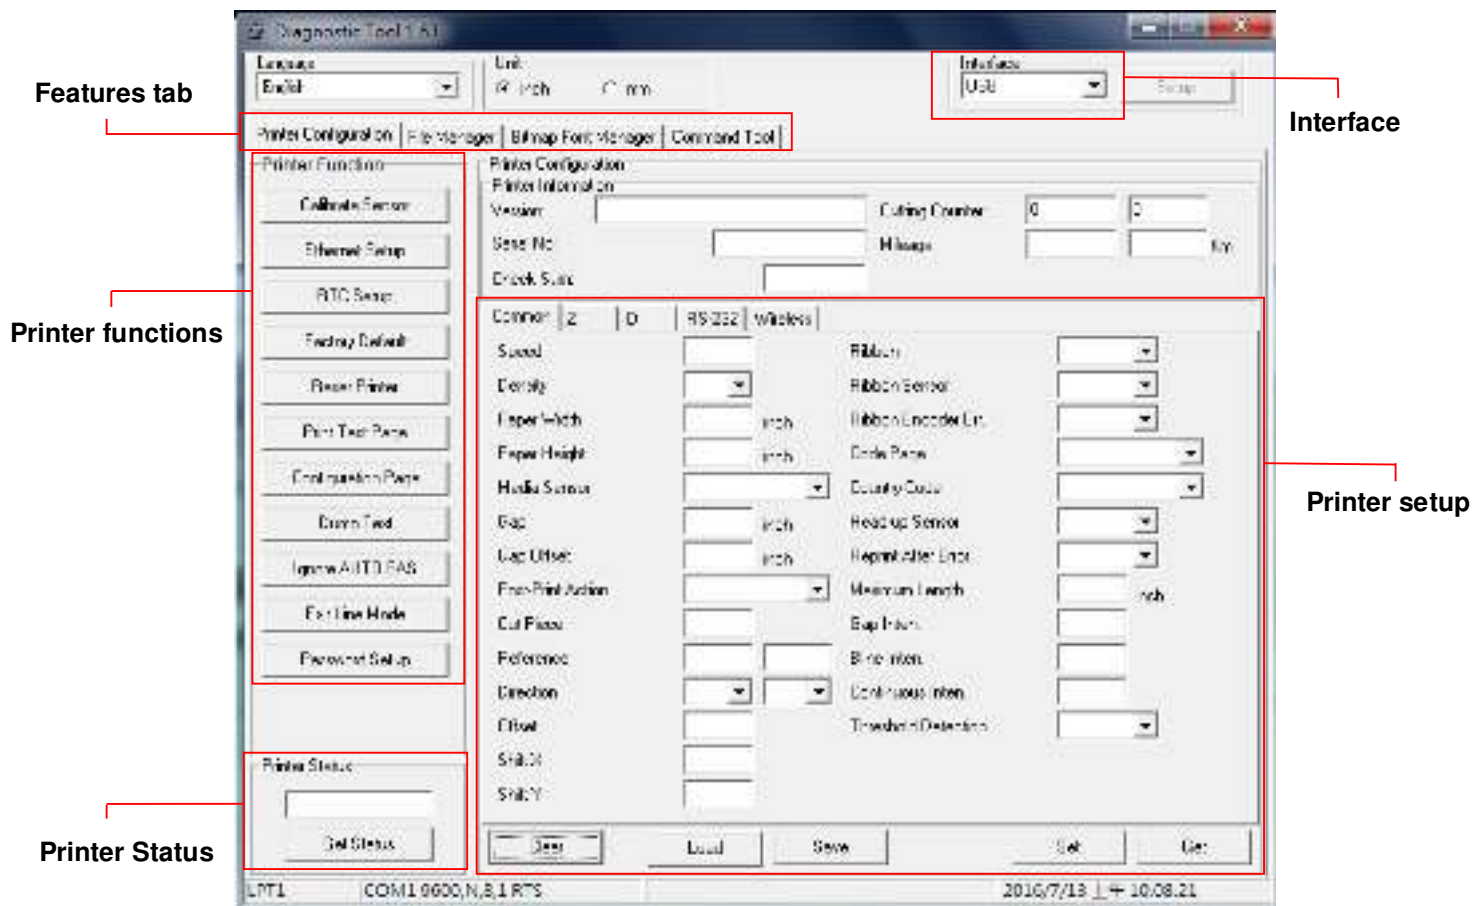 Diagnostic Tool 1.61
Language
English
Unit
inch
mm
Interface
USB
Setup
Features tab
Interface
Printer Configuration
File Manager
Bitmap Font Manager
Command Tool
Printer Function
Calibrate Sensor
Ethernet Setup
RTC Setup
Factory Default
Reset Printer
Print Test Page
Configuration Page
Dump Text
Ignore AUTO.BAS
Exit Line Mode
Password Setup
Printer functions
Printer Configuration
Printer Information
Version
Cutting Counter
0
0
Serial No
Mileage
Km
Check Sum
Common
Z
D
RS-232
Wireless
Speed
Ribbon
Density
Ribbon Sensor
Paper Width
inch
Ribbon Encoder Err.
Paper Height
inch
Code Page
Media Sensor
Country Code
Gap
inch
Head-up Sensor
Gap Offset
inch
Reprint After Error
Post-Print Action
Maximum Length
inch
Cut Piece
Gap Inten.
Reference
Bline Inten.
Direction
Continuous Inten.
Offset
Threshold Detection
Shift X
Shift Y
Printer setup
Printer Status
Get Status
Printer Status
Clear
Load
Save
Set
Get
LPT1
COM1 9600,N,8,1 RTS
2016/7/13 上午 10:08:21